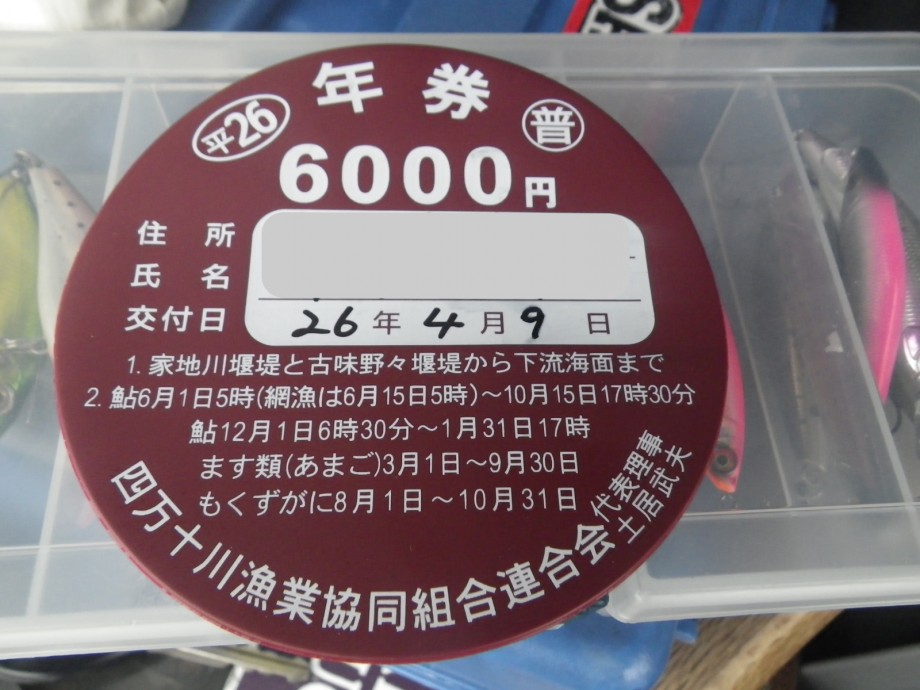 年券
平26
普
6000円
住所
氏名
交付日 26年4月9日
1. 家地川堰堤と古味野々堰堤から下流海面まで
2. 鮎6月1日5時(網漁は6月15日5時)～10月15日17時30分
鮎12月1日6時30分～1月31日17時
ます類(あまご)3月1日～9月30日
もくずがに8月1日～10月31日
四万十川漁業協同組合連合会
代表理事
土居武夫